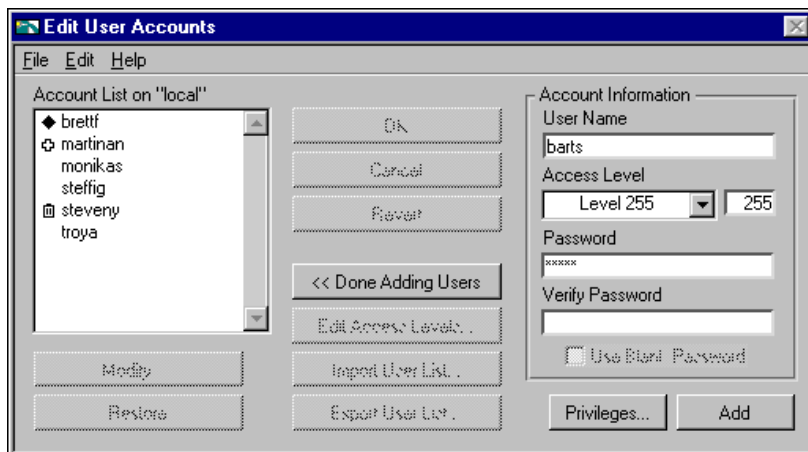 Edit User Accounts
File Edit Help
Account List on "local"
brettf
martinan
monikas
steffig
steveny
troya
Modify
Restore
OK
Cancel
Revert
<< Done Adding Users
Edit Access Levels...
Import User List...
Export User List...
Account Information
User Name
barts
Access Level
Level 255 255
Password
*****
Verify Password
Use Blank Password
Privileges... Add